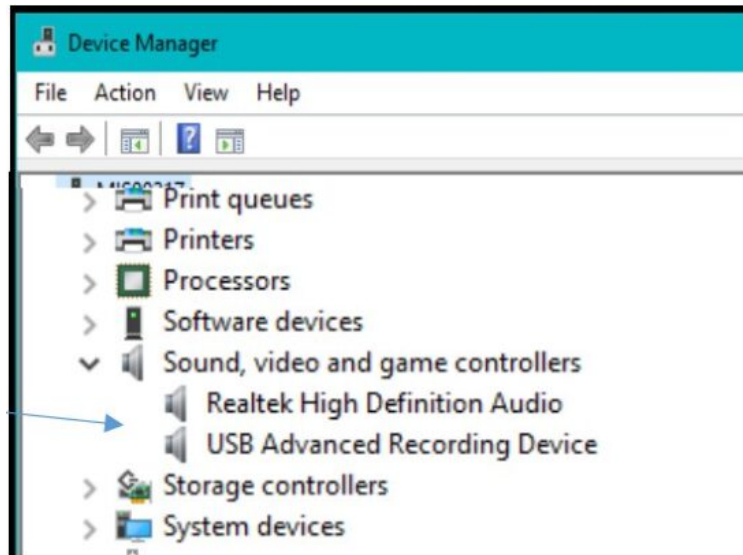 Device Manager
File Action View Help
Print queues
Printers
Processors
Software devices
Sound, video and game controllers
Realtek High Definition Audio
USB Advanced Recording Device
Storage controllers
System devices